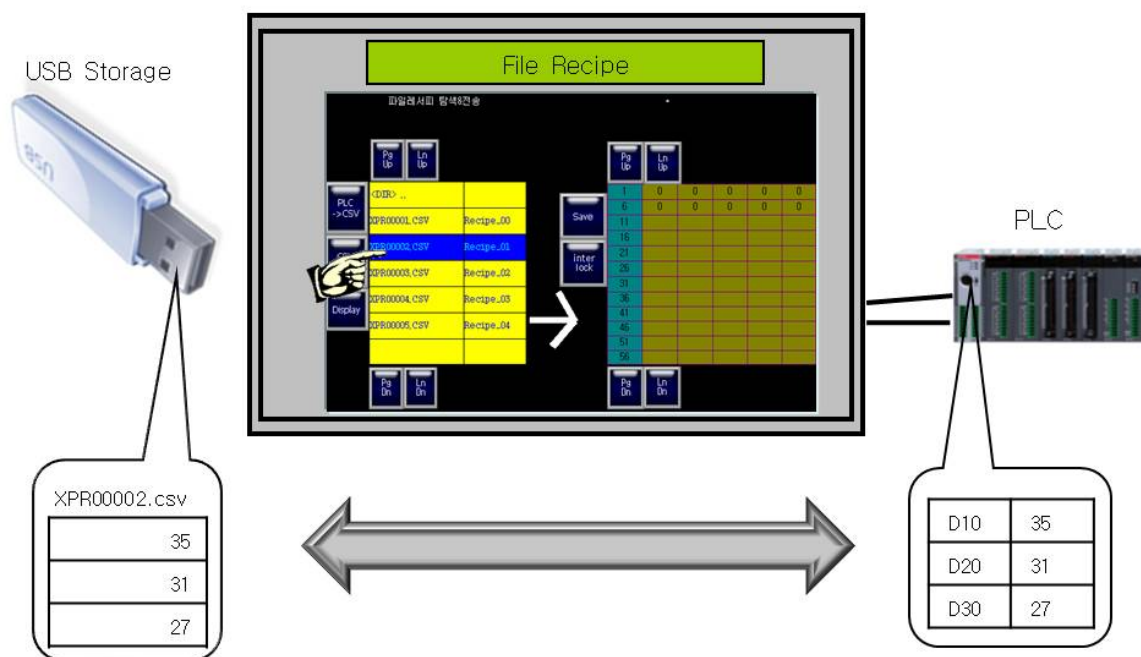 USB Storage
USB
File Recipe
파일레서피 탐색&전송
Pg Up
Ln Up
Pg Up
Ln Up
PLC ->CSV
Display
<DIR> ..
XPR00001.CSV Recipe_00
XPR00002.CSV Recipe_01
XPR00003.CSV Recipe_02
XPR00004.CSV Recipe_03
XPR00005.CSV Recipe_04
Save
inter lock
1 0 0 0 0 0
6 0 0 0 0 0
11
16
21
26
31
36
41
46
51
56
Pg Dn
Ln Dn
Pg Dn
Ln Dn
PLC
XPR00002.csv
35
31
27
D10 35
D20 31
D30 27